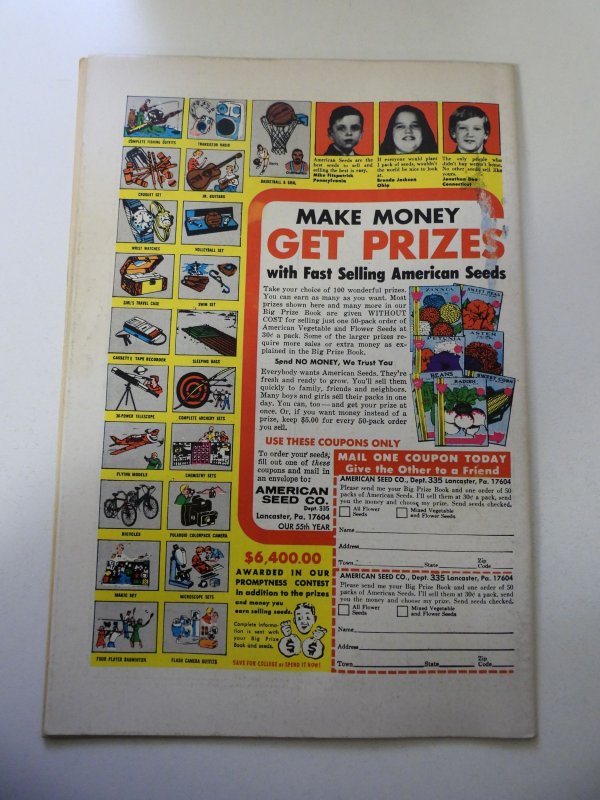 COMPLETE FISHING OUTFITS
TRANSISTOR RADIO
CROQUET SET
JR. GUITARS
BASKETBALL & GOAL
WRIST WATCHES
VOLLEYBALL SET
GIRL'S TRAVEL CASE
SWIM SET
CASSETTE TAPE RECORDER
SLEEPING BAGS
30-POWER TELESCOPE
COMPLETE ARCHERY SETS
FLYING MODELS
CHEMISTRY SETS
BICYCLES
POLAROID COLORPACK CAMERA
MAGIC SET
MICROSCOPE SETS
FOUR PLAYER BADMINTON
FLASH CAMERA OUTFITS
American Seeds are the
best seeds to sell and
selling the best is easy.
Mike Fitzpatrick
Pennsylvania
If everyone would plant
1 pack of seeds, wouldn't
the world be nice to look
at.
Brenda Jackson
Ohio
The only people who
didn't buy weren't home.
No other seeds sell like
yours.
Jonathan Dee
Connecticut
MAKE MONEY
GET PRIZES
with Fast Selling American Seeds
Take your choice of 100 wonderful prizes.
You can earn as many as you want. Most
prizes shown here and many more in our
Big Prize Book are given WITHOUT
COST for selling just one 50-pack order of
American Vegetable and Flower Seeds at
30¢ a pack. Some of the larger prizes re-
quire more sales or extra money as ex-
plained in the Big Prize Book.
Send NO MONEY, We Trust You
Everybody wants American Seeds. They're
fresh and ready to grow. You'll sell them
quickly to family, friends and neighbors.
Many boys and girls sell their packs in one
day. You can, too — and get your prize at
once. Or, if you want money instead of a
prize, keep $5.00 for every 50-pack order
you sell.
ZINNIA
SWEET PEAS
PETUNIA
ASTER
BEANS
RADISH
SWEET CORN
USE THESE COUPONS ONLY
To order your seeds,
fill out one of these
coupons and mail in
an envelope to:
AMERICAN
SEED CO.
Dept. 335
Lancaster, Pa. 17604
OUR 55th YEAR
$6,400.00
AWARDED IN OUR
PROMPTNESS CONTEST
in addition to the prizes
and money you
earn selling seeds.
Complete informa-
tion is sent with
your Big Prize
Book and seeds.
$ $
SAVE FOR COLLEGE or SPEND IT NOW!
MAIL ONE COUPON TODAY
Give the Other to a Friend
AMERICAN SEED CO., Dept. 335 Lancaster, Pa. 17604
Please send me your Big Prize Book and one order of 50
packs of American Seeds. I'll sell them at 30¢ a pack, send
you the money and choose my prize. Send seeds checked.
All Flower
Seeds
Mixed Vegetable
and Flower Seeds
Name
Address
Town State Zip Code
AMERICAN SEED CO., Dept. 335 Lancaster, Pa. 17604
Please send me your Big Prize Book and one order of 50
packs of American Seeds. I'll sell them at 30¢ a pack, send
you the money and choose my prize. Send seeds checked.
All Flower
Seeds
Mixed Vegetable
and Flower Seeds
Name
Address
Town State Zip Code